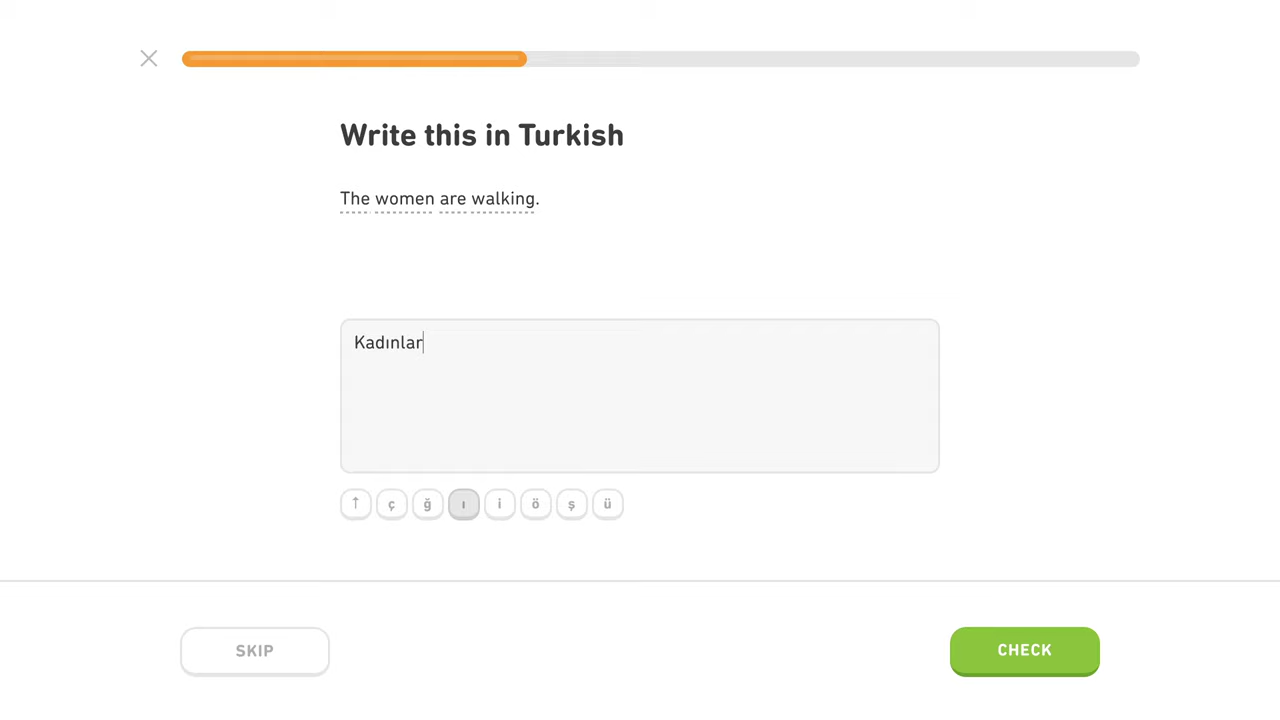 Write this in Turkish
The women are walking.
Kadınlar
↑ ç ğ ı i ö ş ü
SKIP
CHECK